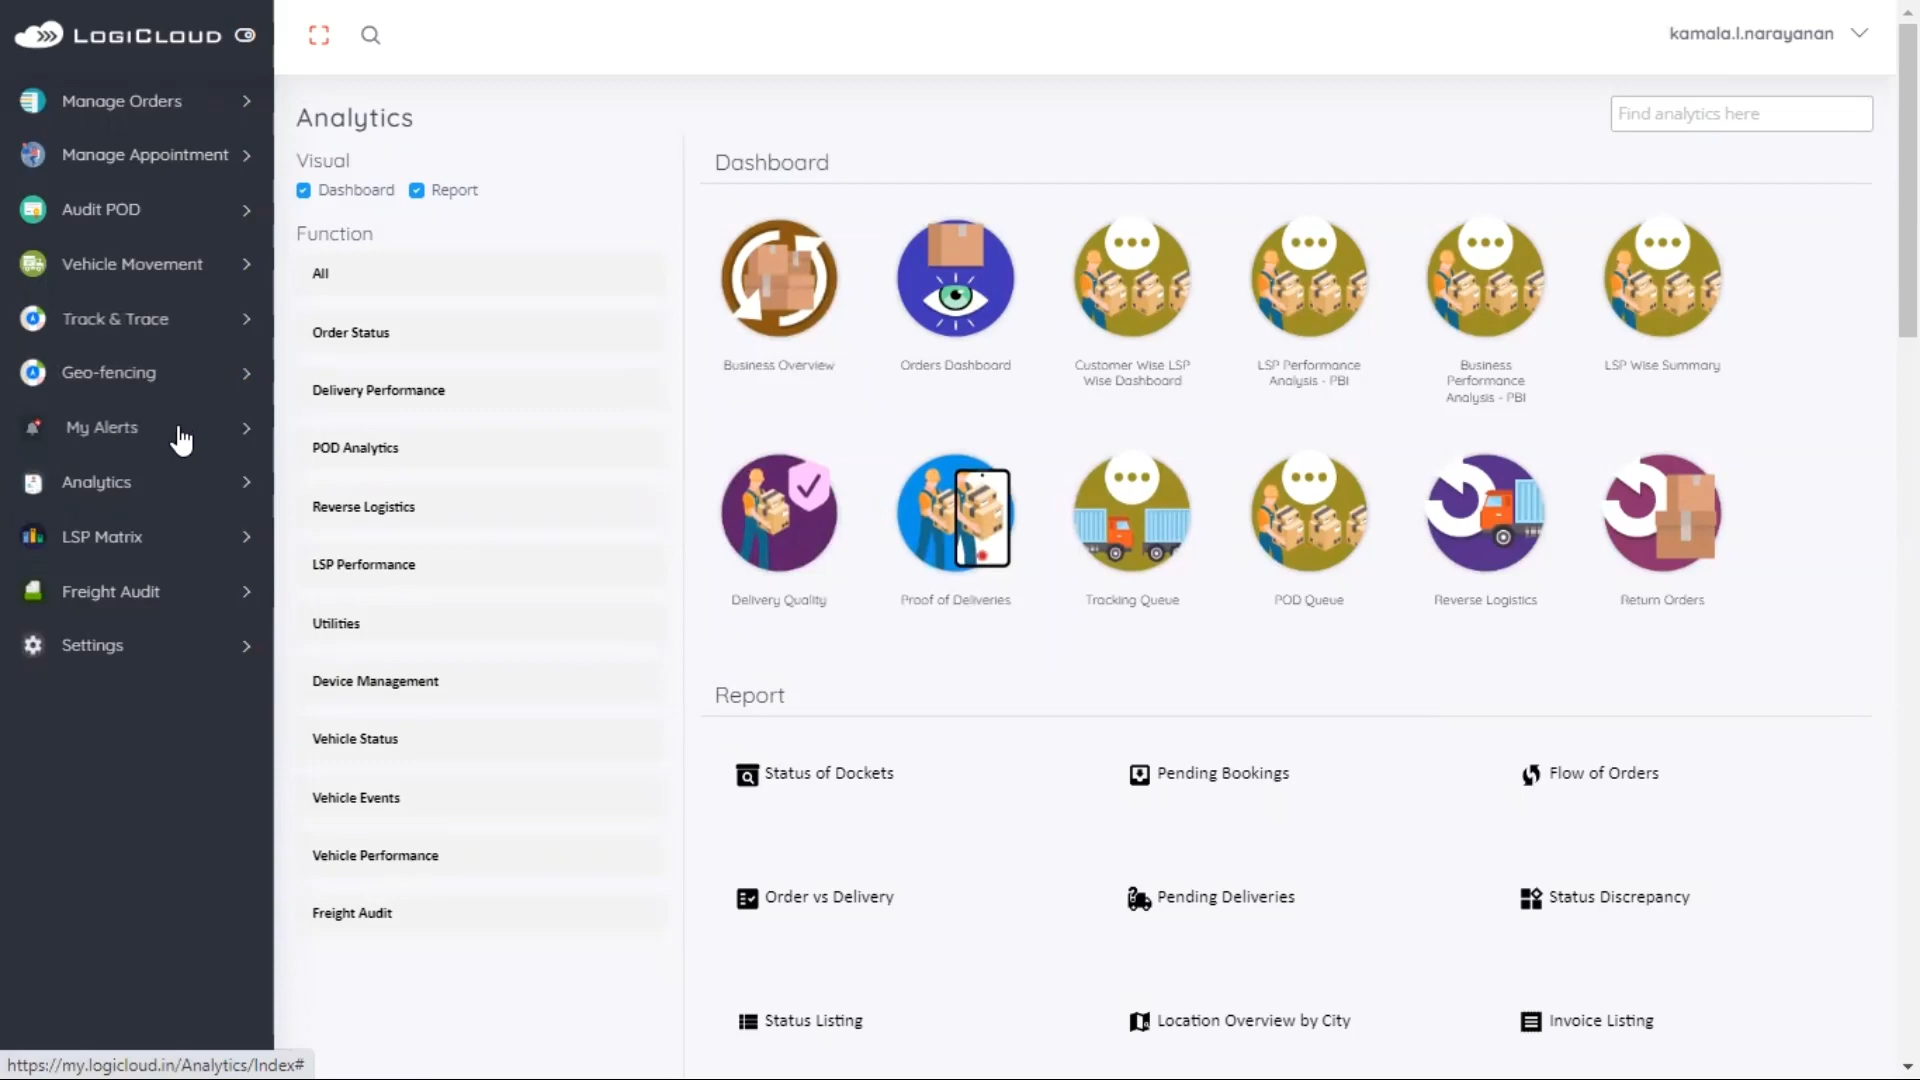 LOGICLOUD
kamala.l.narayanan
Manage Orders
Manage Appointment
Audit POD
Vehicle Movement
Track & Trace
Geo-fencing
My Alerts
Analytics
LSP Matrix
Freight Audit
Settings
Analytics
Find analytics here
Visual
Dashboard
Report
Function
All
Order Status
Delivery Performance
POD Analytics
Reverse Logistics
LSP Performance
Utilities
Device Management
Vehicle Status
Vehicle Events
Vehicle Performance
Freight Audit
Dashboard
Business Overview
Orders Dashboard
Customer Wise LSP
Wise Dashboard
LSP Performance
Analysis - PBI
Business
Performance
Analysis - PBI
LSP Wise Summary
Delivery Quality
Proof of Deliveries
Tracking Queue
POD Queue
Reverse Logistics
Return Orders
Report
Status of Dockets
Pending Bookings
Flow of Orders
Order vs Delivery
Pending Deliveries
Status Discrepancy
Status Listing
Location Overview by City
Invoice Listing
https://my.logicloud.in/Analytics/Index#